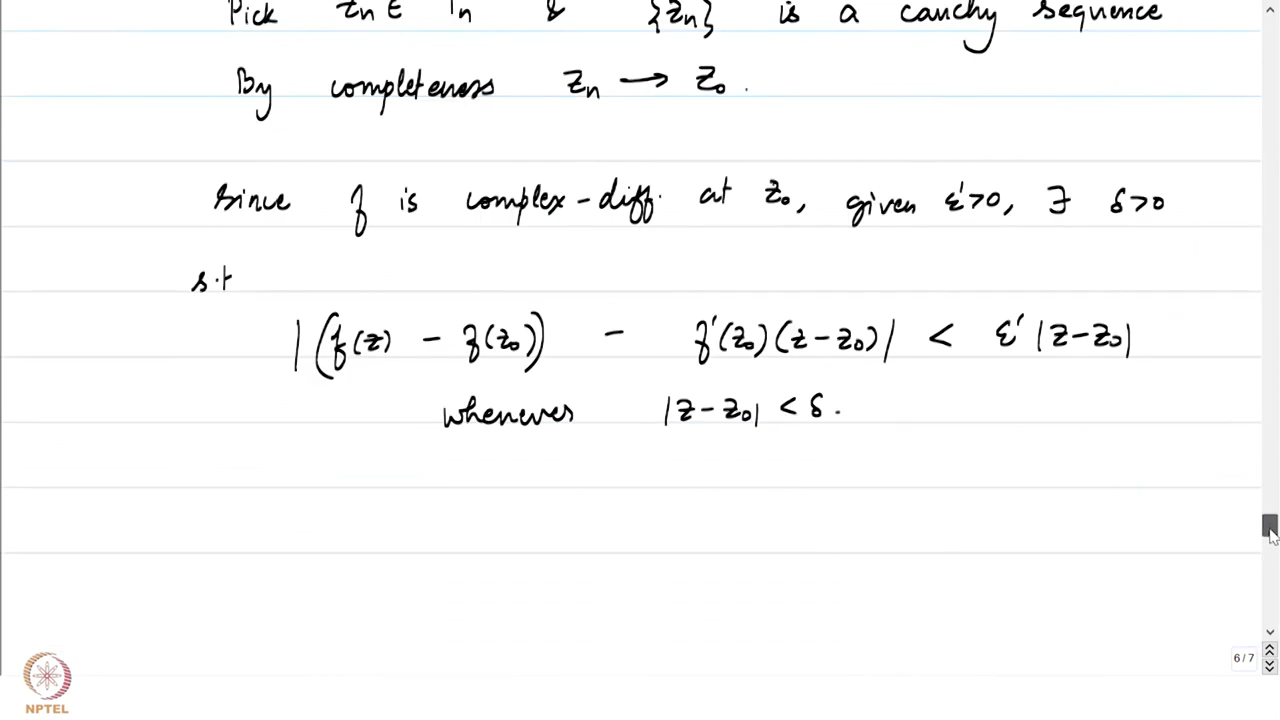 Pick zn ∈ Tn & {zn} is a cauchy sequence
By completeness zn → z0.
since f is complex-diff. at z0, given ε'>0, ∃ δ>0
s.t
|(f(z) - f(z0)) - f'(z0)(z-z0)| < ε'|z-z0|
whenever |z-z0| < δ.
6/7
NPTEL